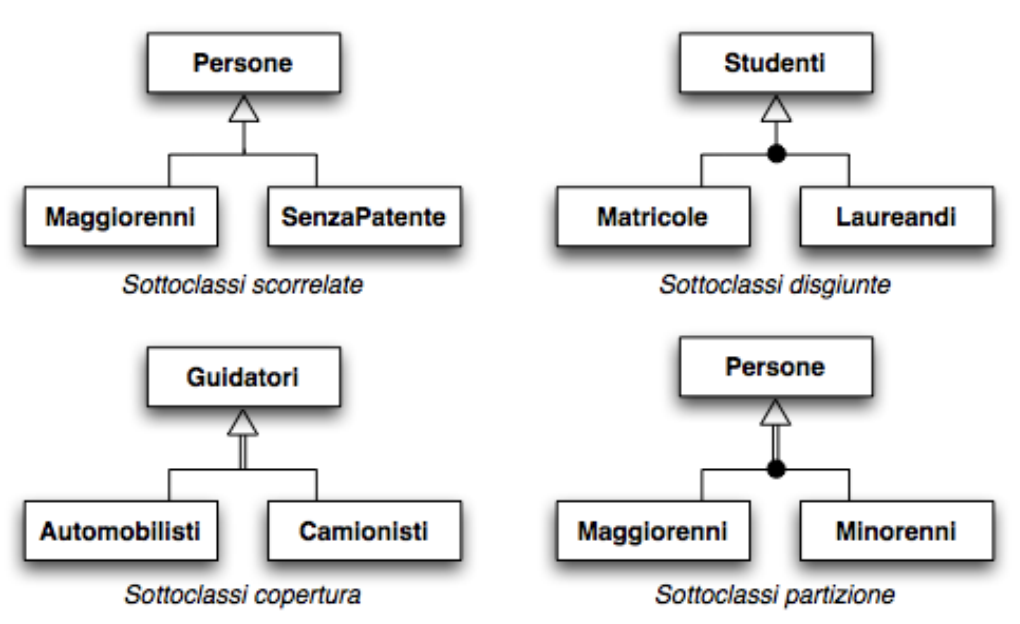 Persone
Maggiorenni
SenzaPatente
Sottoclassi scorrelate
Studenti
Matricole
Laureandi
Sottoclassi disgiunte
Guidatori
Automobilisti
Camionisti
Sottoclassi copertura
Persone
Maggiorenni
Minorenni
Sottoclassi partizione